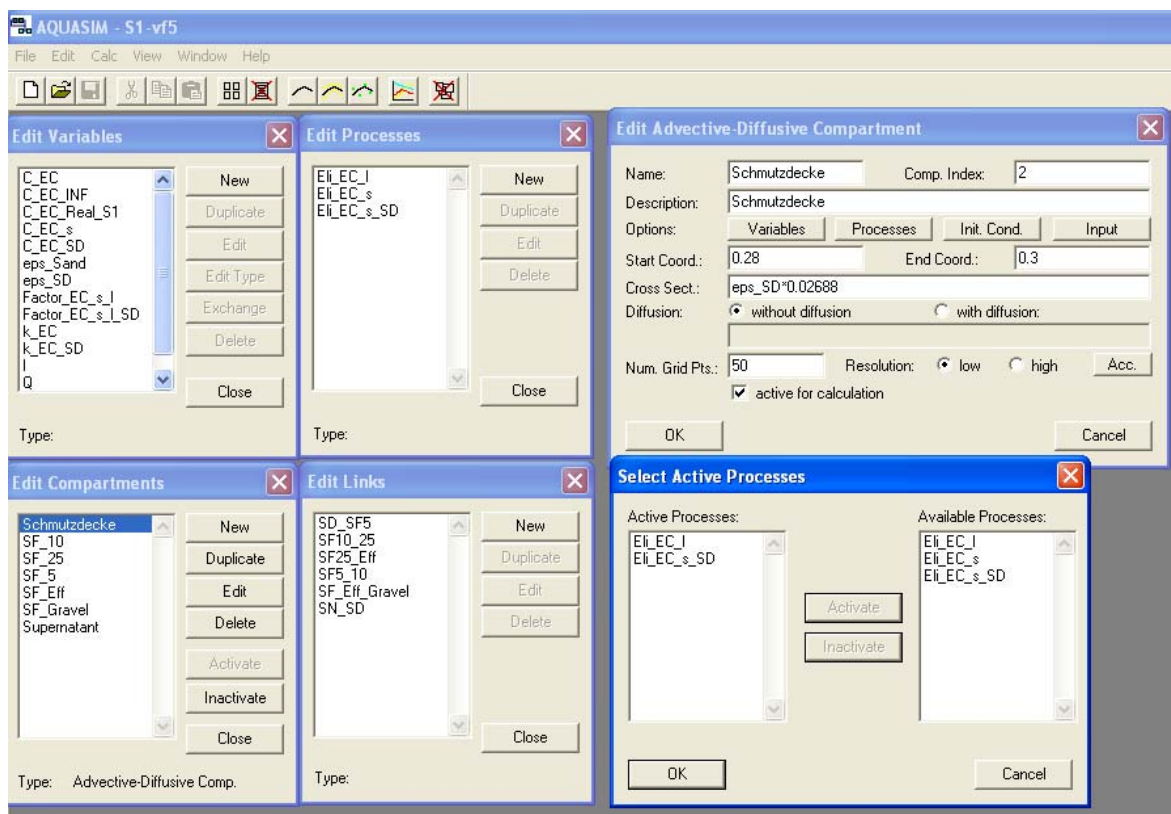 AQUASIM - S1-vf5
File Edit Calc View Window Help
Edit Variables
C_EC
C_EC_INF
C_EC_Real_S1
C_EC_s
C_EC_SD
eps_Sand
eps_SD
Factor_EC_s_l
Factor_EC_s_l_SD
k_EC
k_EC_SD
l
Q
New
Duplicate
Edit
Edit Type
Exchange
Delete
Close
Type:
Edit Processes
Eli_EC_l
Eli_EC_s
Eli_EC_s_SD
New
Duplicate
Edit
Delete
Close
Type:
Edit Advective-Diffusive Compartment
Name: Schmutzdecke Comp. Index: 2
Description: Schmutzdecke
Options: Variables Processes Init. Cond. Input
Start Coord.: 0.28 End Coord.: 0.3
Cross Sect.: eps_SD*0.02688
Diffusion: without diffusion with diffusion:
Num. Grid Pts.: 50 Resolution: low high Acc.
active for calculation
OK Cancel
Edit Compartments
Schmutzdecke
SF_10
SF_25
SF_5
SF_Eff
SF_Gravel
Supernatant
New
Duplicate
Edit
Delete
Activate
Inactivate
Close
Type: Advective-Diffusive Comp.
Edit Links
SD_SF5
SF10_25
SF25_Eff
SF5_10
SF_Eff_Gravel
SN_SD
New
Duplicate
Edit
Delete
Close
Type:
Select Active Processes
Active Processes:
Eli_EC_l
Eli_EC_s_SD
Activate
Inactivate
Available Processes:
Eli_EC_l
Eli_EC_s
Eli_EC_s_SD
OK Cancel